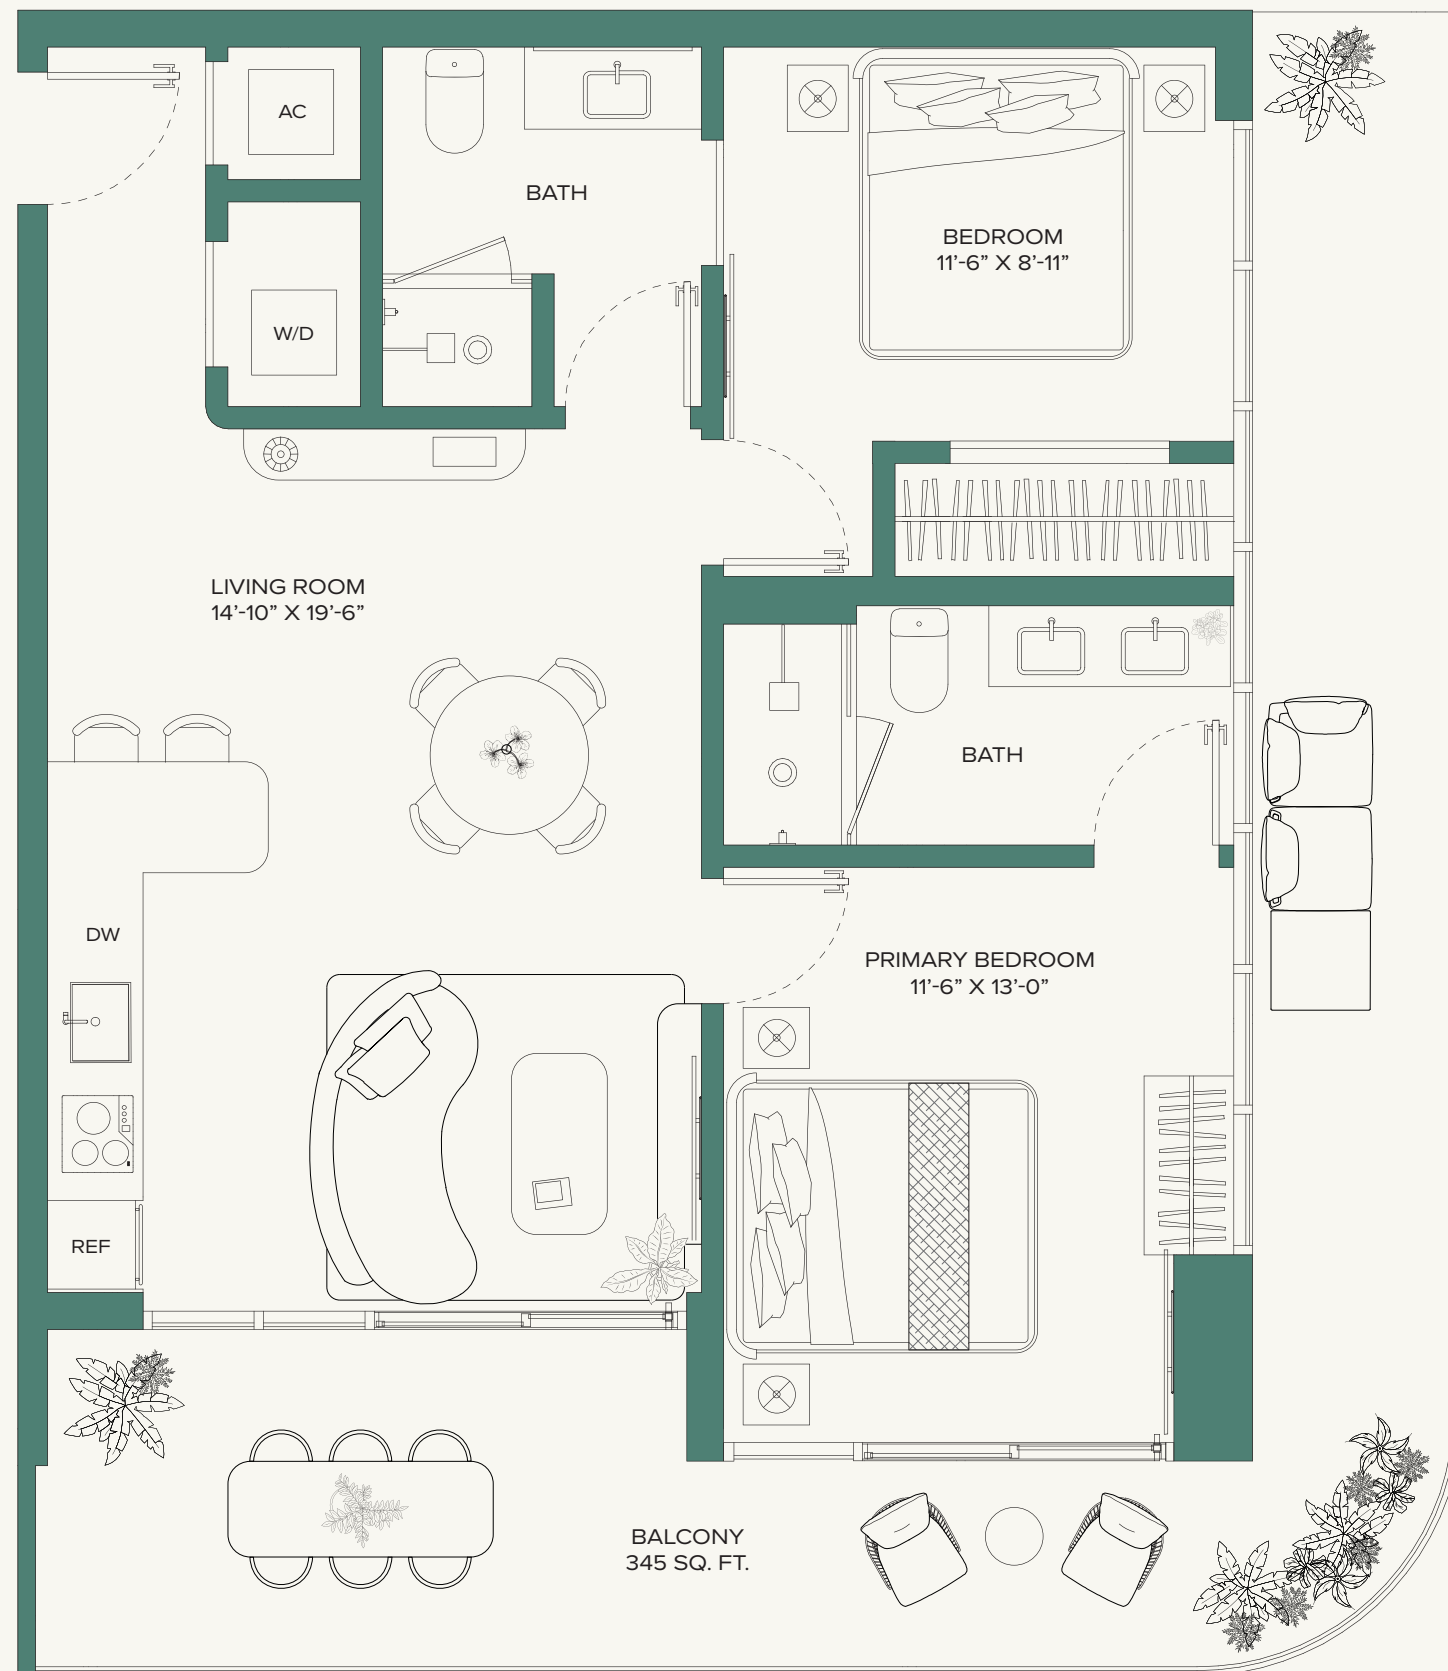 AC
BATH
BEDROOM
11’-6” X 8’-11”
W/D
LIVING ROOM
14’-10” X 19’-6”
BATH
DW
PRIMARY BEDROOM
11’-6” X 13’-0”
REF
BALCONY
345 SQ. FT.